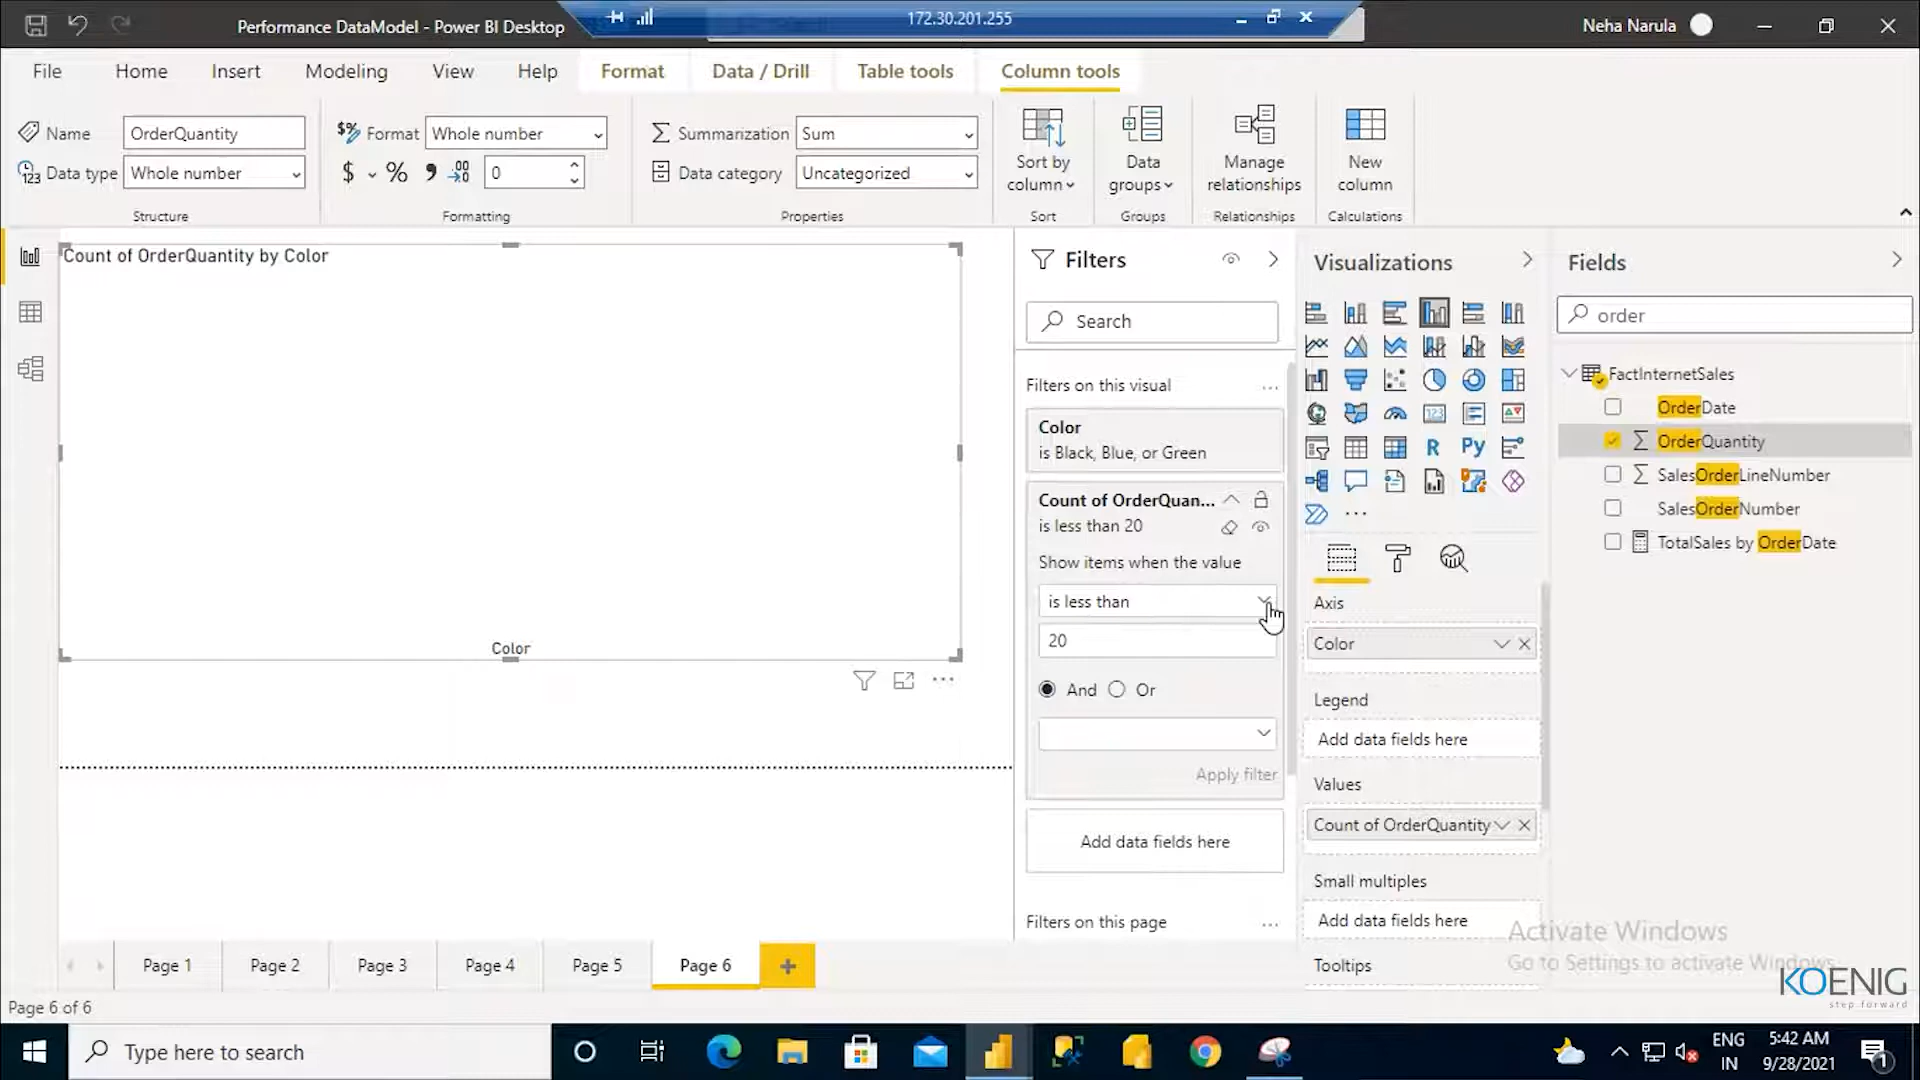 Performance DataModel - Power BI Desktop
172.30.201.255
Neha Narula
File
Home
Insert
Modeling
View
Help
Format
Data / Drill
Table tools
Column tools
Name
OrderQuantity
Format
Whole number
Summarization
Sum
Data type
Whole number
$
%
0
Data category
Uncategorized
Sort by
column
Data
groups
Manage
relationships
New
column
Structure
Formatting
Properties
Sort
Groups
Relationships
Calculations
Count of OrderQuantity by Color
Color
Filters
Search
Filters on this visual
Color
is Black, Blue, or Green
Count of OrderQuan...
is less than 20
Show items when the value
is less than
20
And
Or
Apply filter
Add data fields here
Filters on this page
Visualizations
R
Py
Axis
Color
Legend
Add data fields here
Values
Count of OrderQuantity
Small multiples
Add data fields here
Tooltips
Fields
order
FactInternetSales
OrderDate
OrderQuantity
SalesOrderLineNumber
SalesOrderNumber
TotalSales by OrderDate
Activate Windows
Go to Settings to activate Windows.
KOENIG
step forward
Page 1
Page 2
Page 3
Page 4
Page 5
Page 6
Page 6 of 6
Type here to search
ENG
IN
5:42 AM
9/28/2021
1